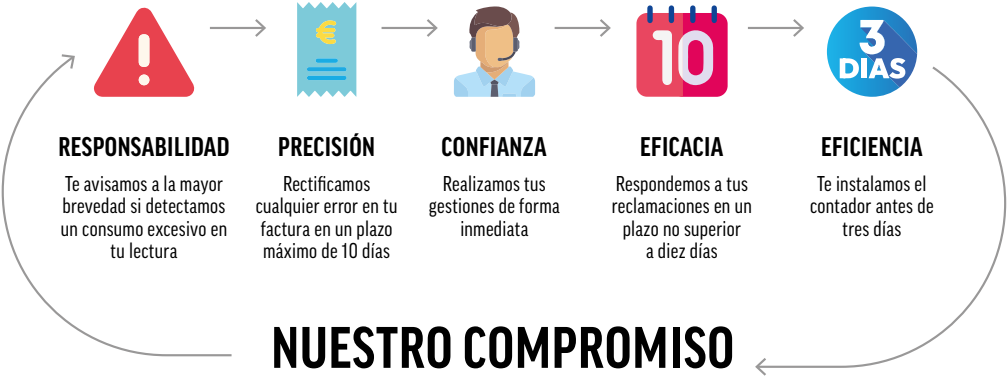 €
10
3
DÍAS
RESPONSABILIDAD
Te avisamos a la mayor
brevedad si detectamos
un consumo excesivo en
tu lectura
PRECISIÓN
Rectificamos
cualquier error en tu
factura en un plazo
máximo de 10 días
CONFIANZA
Realizamos tus
gestiones de forma
inmediata
EFICACIA
Respondemos a tus
reclamaciones en un
plazo no superior
a diez días
EFICIENCIA
Te instalamos el
contador antes de
tres días
NUESTRO COMPROMISO